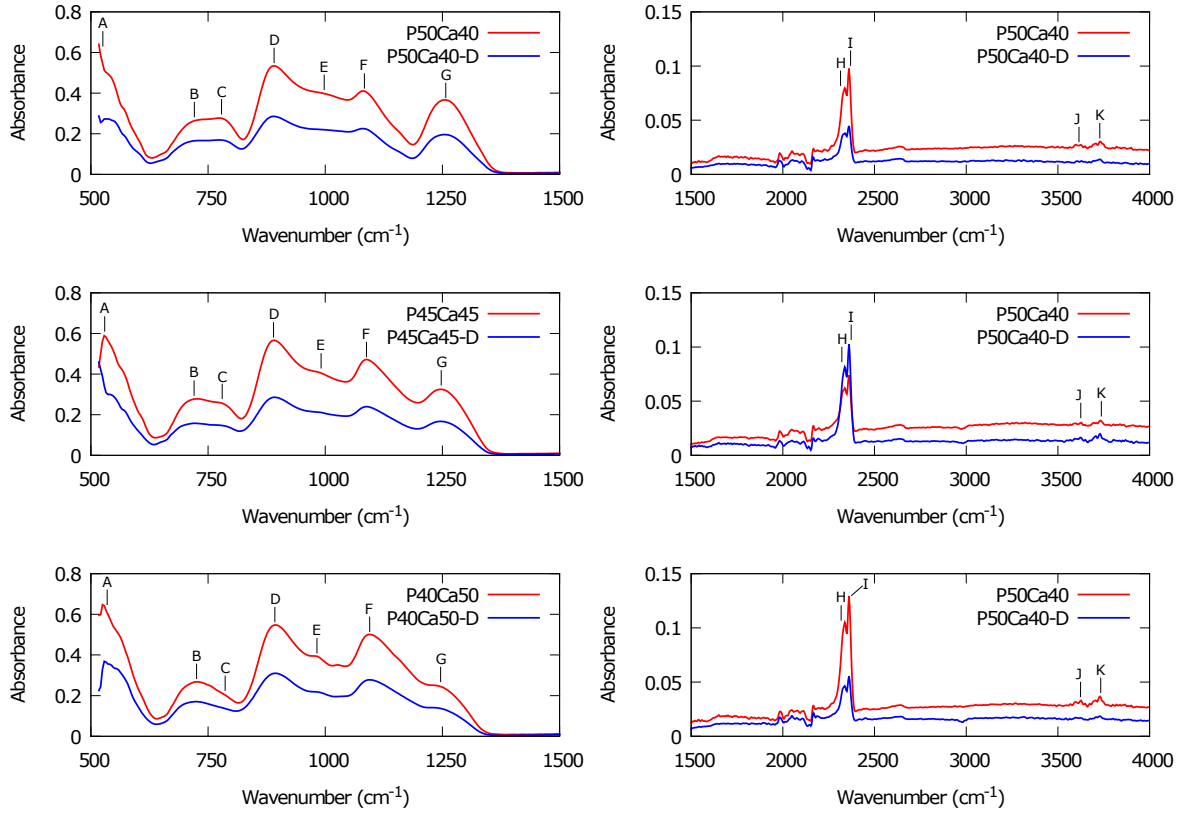 Absorbance
0.8
0.6
0.4
0.2
0
A
B
C
D
E
F
G
P50Ca40
P50Ca40-D
500
750
1000
1250
1500
Wavenumber (cm⁻¹)
Absorbance
0.15
0.1
0.05
0
H
I
J
K
P50Ca40
P50Ca40-D
1500
2000
2500
3000
3500
4000
Wavenumber (cm⁻¹)
Absorbance
0.8
0.6
0.4
0.2
0
A
B
C
D
E
F
G
P45Ca45
P45Ca45-D
500
750
1000
1250
1500
Wavenumber (cm⁻¹)
Absorbance
0.15
0.1
0.05
0
H
I
J
K
P50Ca40
P50Ca40-D
1500
2000
2500
3000
3500
4000
Wavenumber (cm⁻¹)
Absorbance
0.8
0.6
0.4
0.2
0
A
B
C
D
E
F
G
P40Ca50
P40Ca50-D
500
750
1000
1250
1500
Wavenumber (cm⁻¹)
Absorbance
0.15
0.1
0.05
0
H
I
J
K
P50Ca40
P50Ca40-D
1500
2000
2500
3000
3500
4000
Wavenumber (cm⁻¹)